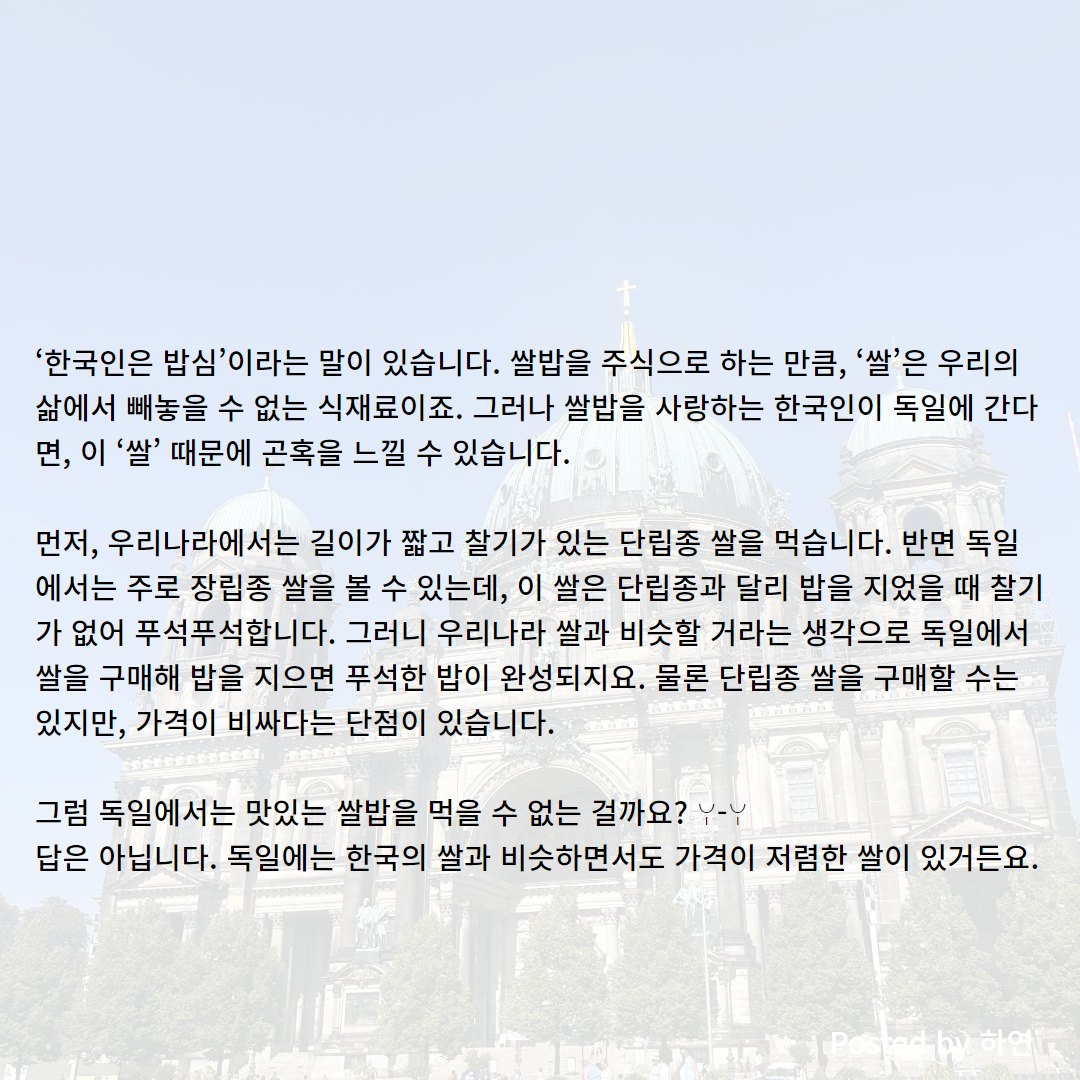 ‘한국인은 밥심’이라는 말이 있습니다. 쌀밥을 주식으로 하는 만큼, ‘쌀’은 우리의
삶에서 빼놓을 수 없는 식재료이죠. 그러나 쌀밥을 사랑하는 한국인이 독일에 간다
면, 이 ‘쌀’ 때문에 곤혹을 느낄 수 있습니다.
먼저, 우리나라에서는 길이가 짧고 찰기가 있는 단립종 쌀을 먹습니다. 반면 독일
에서는 주로 장립종 쌀을 볼 수 있는데, 이 쌀은 단립종과 달리 밥을 지었을 때 찰기
가 없어 푸석푸석합니다. 그러니 우리나라 쌀과 비슷할 거라는 생각으로 독일에서
쌀을 구매해 밥을 지으면 푸석한 밥이 완성되지요. 물론 단립종 쌀을 구매할 수는
있지만, 가격이 비싸다는 단점이 있습니다.
그럼 독일에서는 맛있는 쌀밥을 먹을 수 없는 걸까요? ╰╮-╰╮
답은 아닙니다. 독일에는 한국의 쌀과 비슷하면서도 가격이 저렴한 쌀이 있거든요.
Posted by 하연